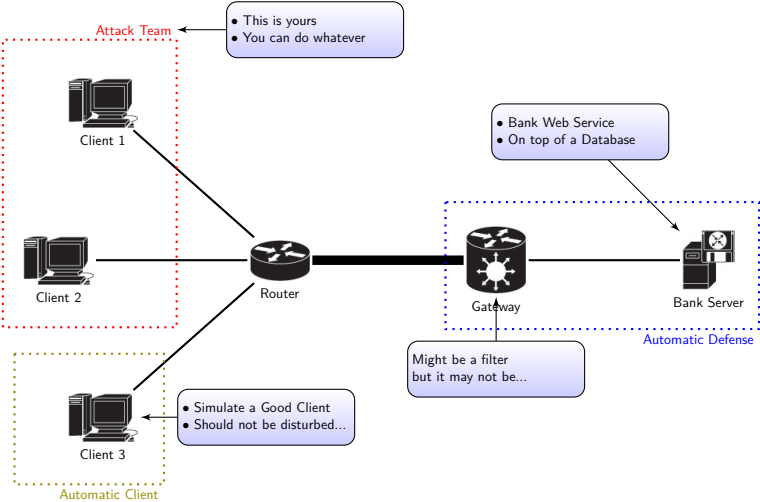 • This is yours
• You can do whatever
Attack Team
Client 1
• Bank Web Service
• On top of a Database
Client 2
Router
Gateway
Bank Server
Automatic Defense
Might be a filter
but it may not be...
• Simulate a Good Client
• Should not be disturbed...
Client 3
Automatic Client